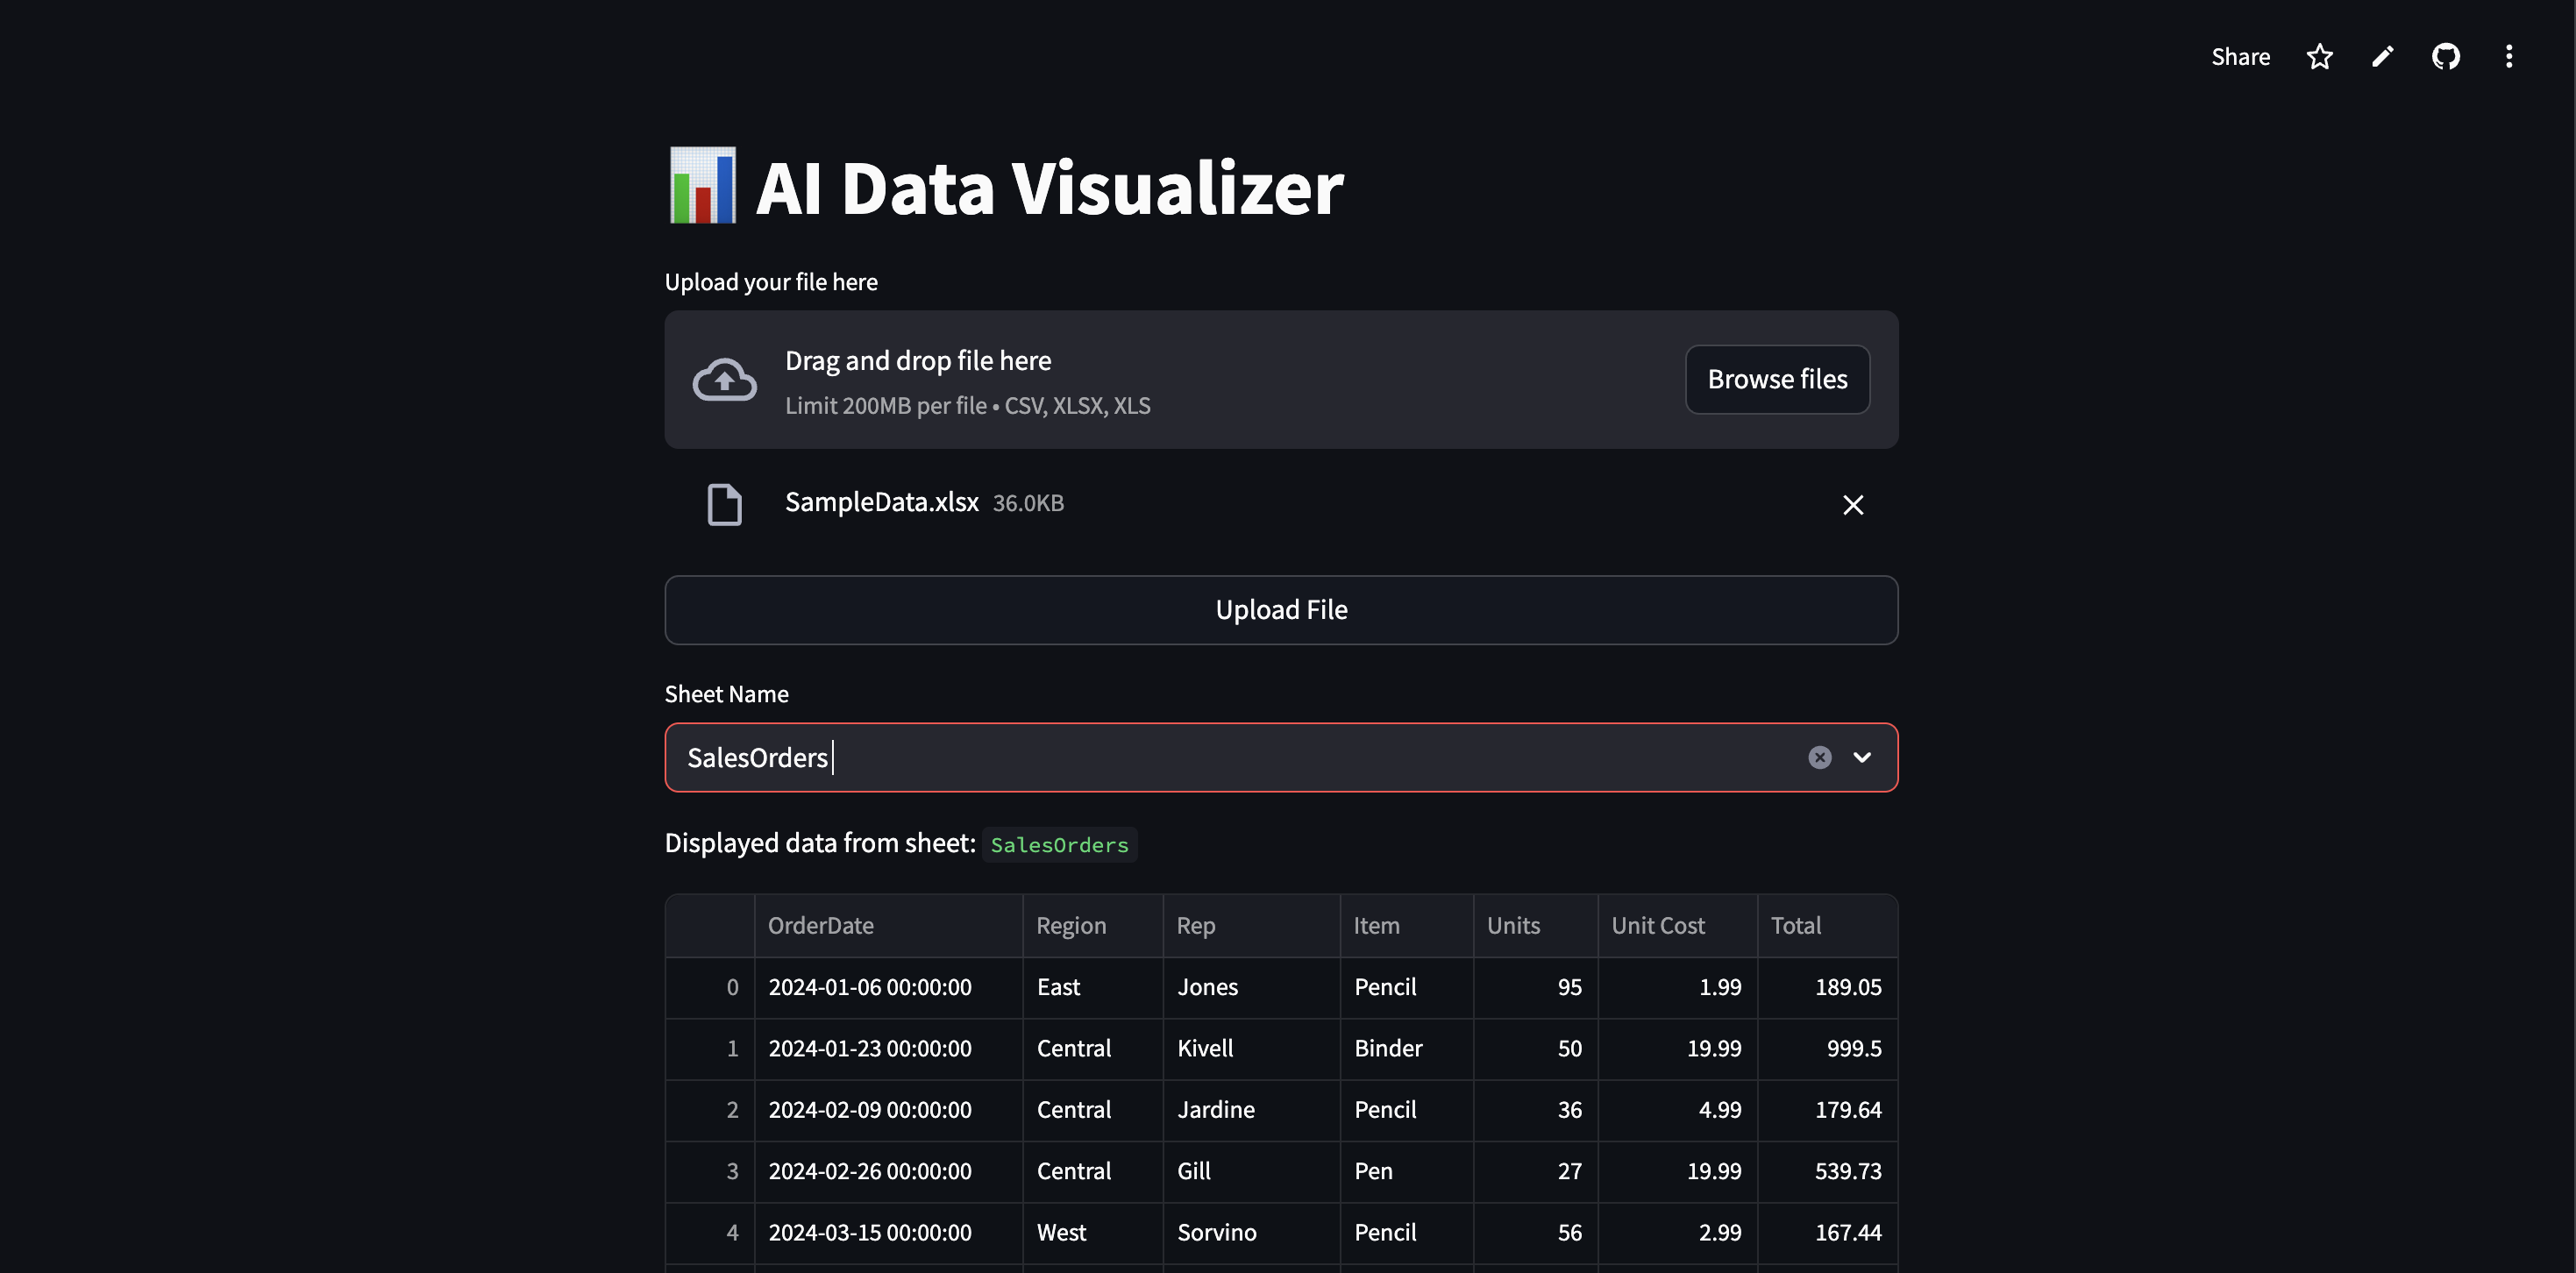 Share
AI Data Visualizer
Upload your file here
Drag and drop file here
Limit 200MB per file • CSV, XLSX, XLS
Browse files
SampleData.xlsx 36.0KB
Upload File
Sheet Name
SalesOrders
Displayed data from sheet: SalesOrders
OrderDate Region Rep Item Units Unit Cost Total
0 2024-01-06 00:00:00 East Jones Pencil 95 1.99 189.05
1 2024-01-23 00:00:00 Central Kivell Binder 50 19.99 999.5
2 2024-02-09 00:00:00 Central Jardine Pencil 36 4.99 179.64
3 2024-02-26 00:00:00 Central Gill Pen 27 19.99 539.73
4 2024-03-15 00:00:00 West Sorvino Pencil 56 2.99 167.44